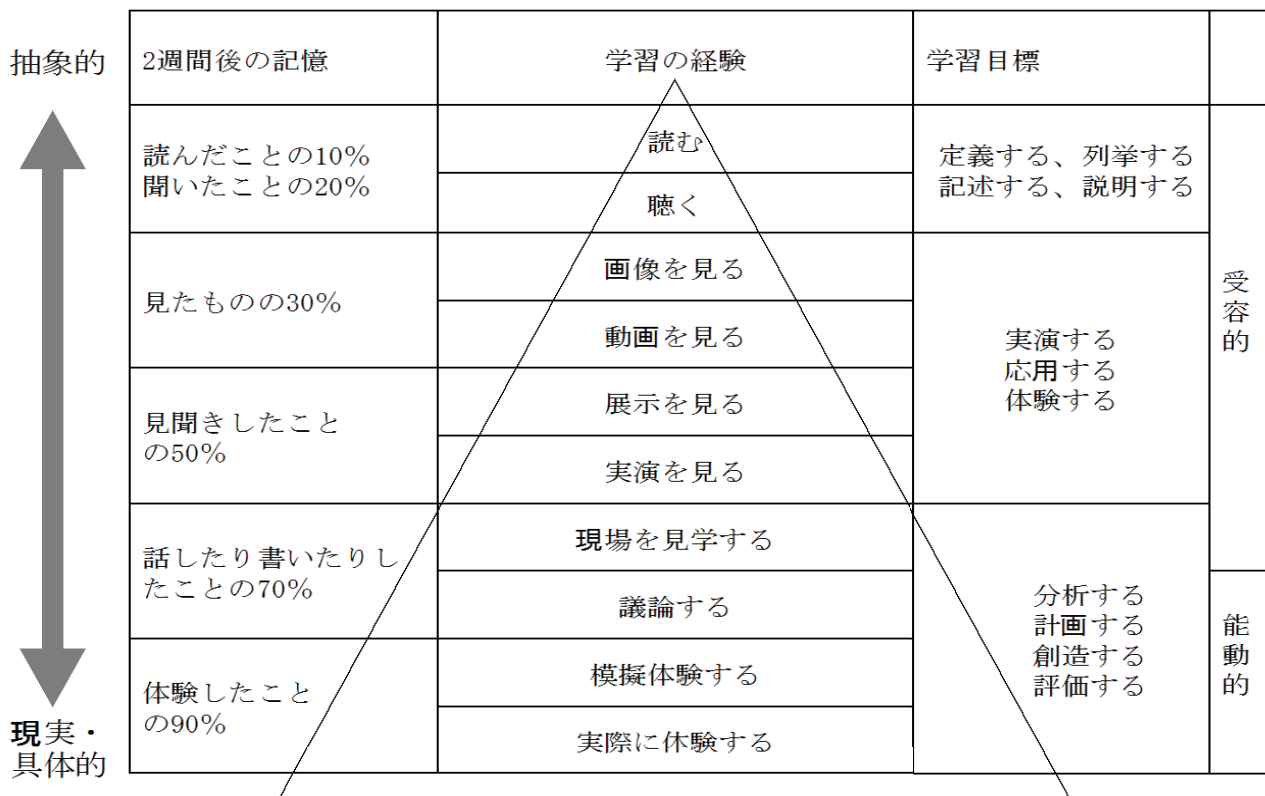 抽象的
2週間後の記憶
学習の経験
学習目標
読んだことの10%
聞いたことの20%
読む
聴く
定義する、列挙する
記述する、説明する
見たものの30%
画像を見る
動画を見る
実演する
応用する
体験する
受
容
的
見聞きしたこと
の50%
展示を見る
実演を見る
話したり書いたりし
たことの70%
現場を見学する
議論する
分析する
計画する
創造する
評価する
能
動
的
体験したこと
の90%
模擬体験する
実際に体験する
現実・
具体的